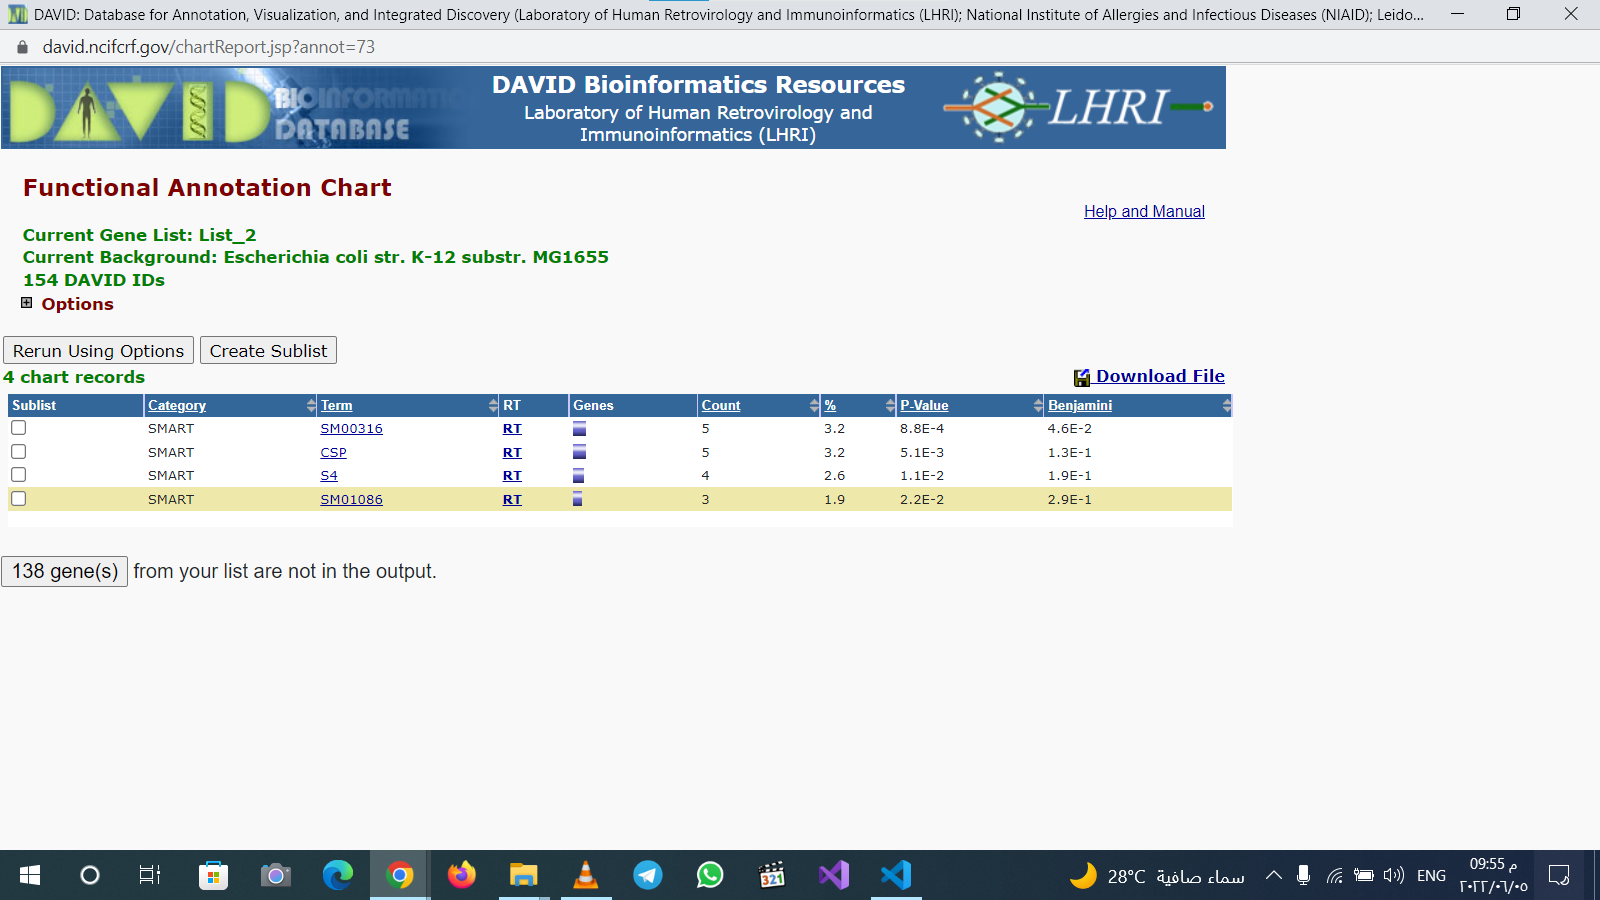 DAVID: Database for Annotation, Visualization, and Integrated Discovery (Laboratory of Human Retrovirology and Immunoinformatics (LHRI); National Institute of Allergies and Infectious Diseases (NIAID); Leido...
david.ncifcrf.gov/chartReport.jsp?annot=73
DAVID BIOINFORMATICS DATABASE
DAVID Bioinformatics Resources
Laboratory of Human Retrovirology and
Immunoinformatics (LHRI)
LHRI
Functional Annotation Chart
Help and Manual
Current Gene List: List_2
Current Background: Escherichia coli str. K-12 substr. MG1655
154 DAVID IDs
Options
Rerun Using Options Create Sublist
4 chart records Download File
Sublist Category Term RT Genes Count % P-Value Benjamini
SMART SM00316 RT 5 3.2 8.8E-4 4.6E-2
SMART CSP RT 5 3.2 5.1E-3 1.3E-1
SMART S4 RT 4 2.6 1.1E-2 1.9E-1
SMART SM01086 RT 3 1.9 2.2E-2 2.9E-1
138 gene(s) from your list are not in the output.
321
28°C سماء صافية ENG
09:55 م
٢٠٢٢/٠٦/٠٥